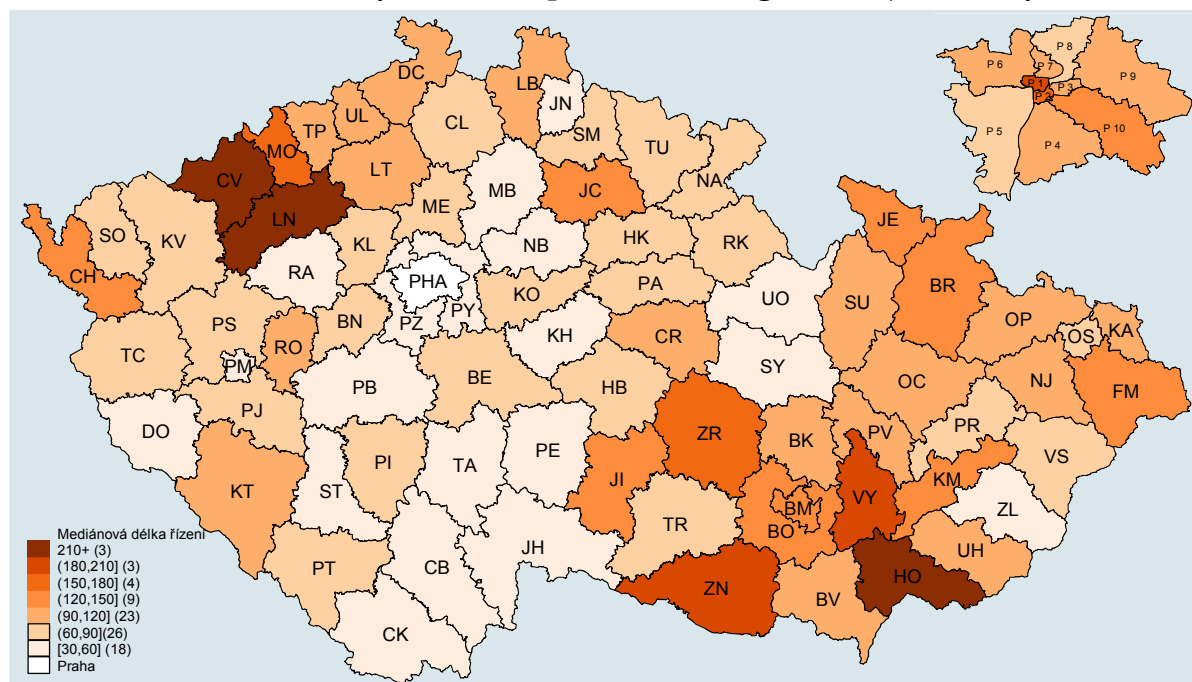 DC
LB
JN
P 8
P 6
P 7
P 9
P 1
P 3
P 2
P 5
P 10
P 4
TP
UL
CL
SM
TU
MO
LT
CV
MB
JC
NA
LN
ME
SO
KV
KL
NB
HK
RK
JE
CH
RA
PHA
KO
PA
UO
SU
BR
PZ
PY
BN
PS
RO
KH
CR
OP
OS
KA
TC
PM
PB
BE
HB
SY
OC
NJ
FM
PJ
DO
ZR
BK
PV
PR
VS
KT
PI
ST
TA
PE
JI
BM
VY
KM
TR
BO
ZL
JH
UH
PT
CB
ZN
BV
HO
CK
Mediánová délka řízení
210+ (3)
(180,210] (3)
(150,180] (4)
(120,150] (9)
(90,120] (23)
(60,90](26)
[30,60] (18)
Praha